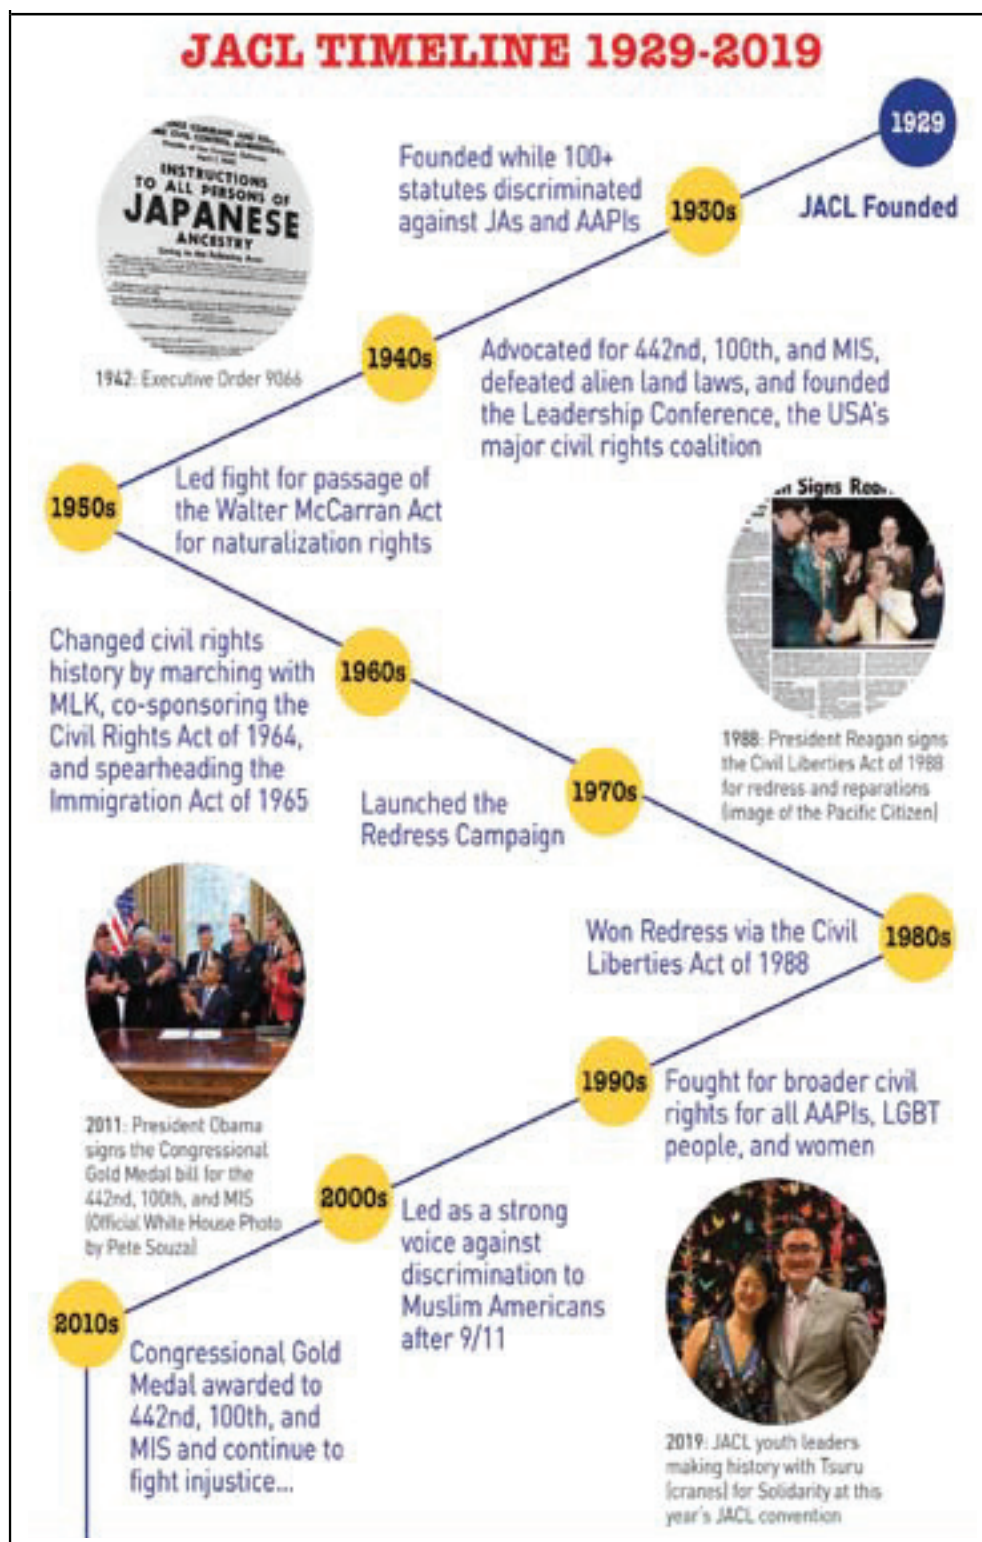 JACL TIMELINE 1929-2019
1929
JACL Founded
1930s
Founded while 100+
statutes discriminated
against JAs and AAPIs
INSTRUCTIONS
TO ALL PERSONS OF
JAPANESE
ANCESTRY
1942: Executive Order 9066
1940s
Advocated for 442nd, 100th, and MIS,
defeated alien land laws, and founded
the Leadership Conference, the USA's
major civil rights coalition
1950s
Led fight for passage of
the Walter McCarran Act
for naturalization rights
Signs
1988: President Reagan signs
the Civil Liberties Act of 1988
for redress and reparations
(image of the Pacific Citizen)
1960s
Changed civil rights
history by marching with
MLK, co-sponsoring the
Civil Rights Act of 1964,
and spearheading the
Immigration Act of 1965
1970s
Launched the
Redress Campaign
1980s
Won Redress via the Civil
Liberties Act of 1988
2011: President Obama
signs the Congressional
Gold Medal bill for the
442nd, 100th, and MIS
(Official White House Photo
by Pete Souza)
1990s
Fought for broader civil
rights for all AAPIs, LGBT
people, and women
2000s
Led as a strong
voice against
discrimination to
Muslim Americans
after 9/11
2010s
Congressional Gold
Medal awarded to
442nd, 100th, and
MIS and continue to
fight injustice...
2019: JACL youth leaders
making history with Tsuru
(cranes) for Solidarity at this
year's JACL convention